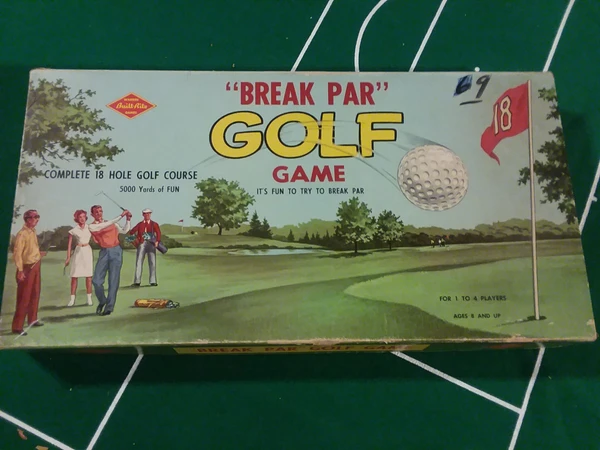 Built-Rite
"BREAK PAR"
GOLF
GAME
IT'S FUN TO TRY TO BREAK PAR
COMPLETE 18 HOLE GOLF COURSE
5000 Yards of FUN
69
18
FOR 1 TO 4 PLAYERS
AGES 8 AND UP
BREAK PAR GOLF GAME